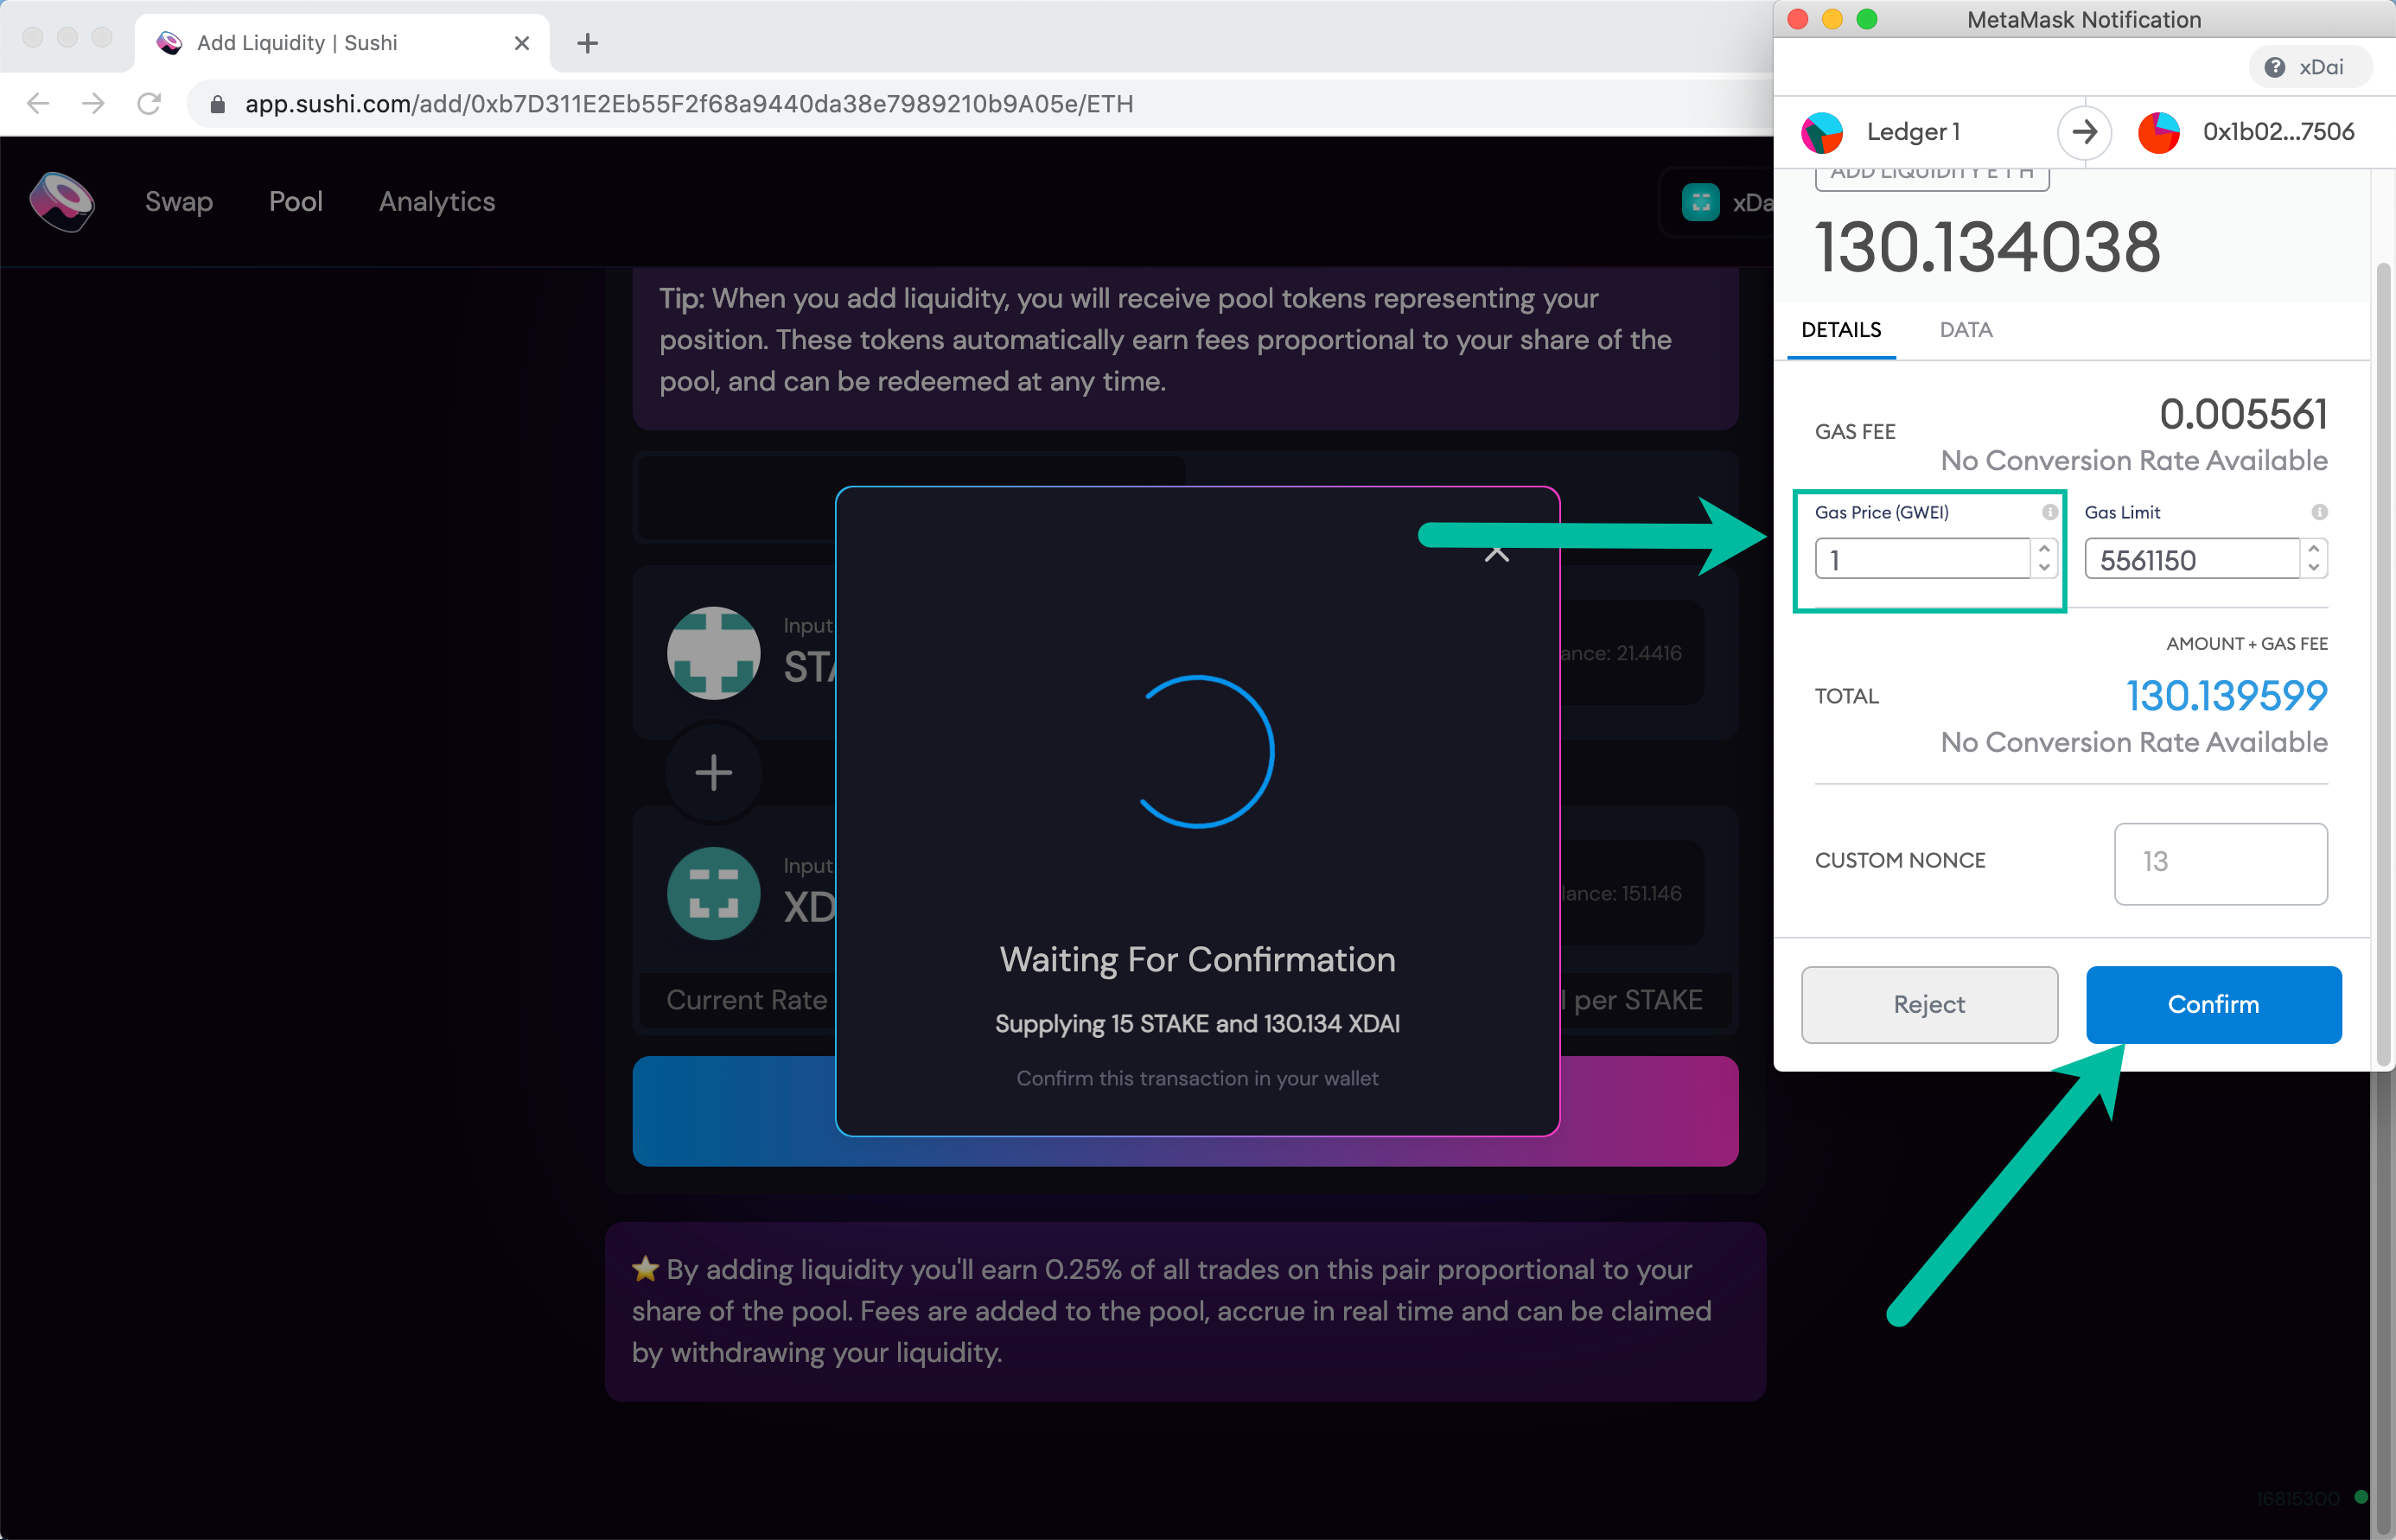 Add Liquidity | Sushi
app.sushi.com/add/0xb7D311E2Eb55F2f68a9440da38e7989210b9A05e/ETH
Swap
Pool
Analytics
Tip: When you add liquidity, you will receive pool tokens representing your
position. These tokens automatically earn fees proportional to your share of the
pool, and can be redeemed at any time.
Input
ance: 21.4416
Input
XD
lance: 151.146
Current Rate
per STAKE
Waiting For Confirmation
Supplying 15 STAKE and 130.134 XDAI
Confirm this transaction in your wallet
⭐ By adding liquidity you'll earn 0.25% of all trades on this pair proportional to your
share of the pool. Fees are added to the pool, accrue in real time and can be claimed
by withdrawing your liquidity.
16815300
MetaMask Notification
xDai
Ledger 1
0x1b02...7506
ADD LIQUIDITY E T H
130.134038
DETAILS
DATA
GAS FEE
0.005561
No Conversion Rate Available
Gas Price (GWEI)
Gas Limit
1
5561150
AMOUNT + GAS FEE
TOTAL
130.139599
No Conversion Rate Available
CUSTOM NONCE
13
Reject
Confirm